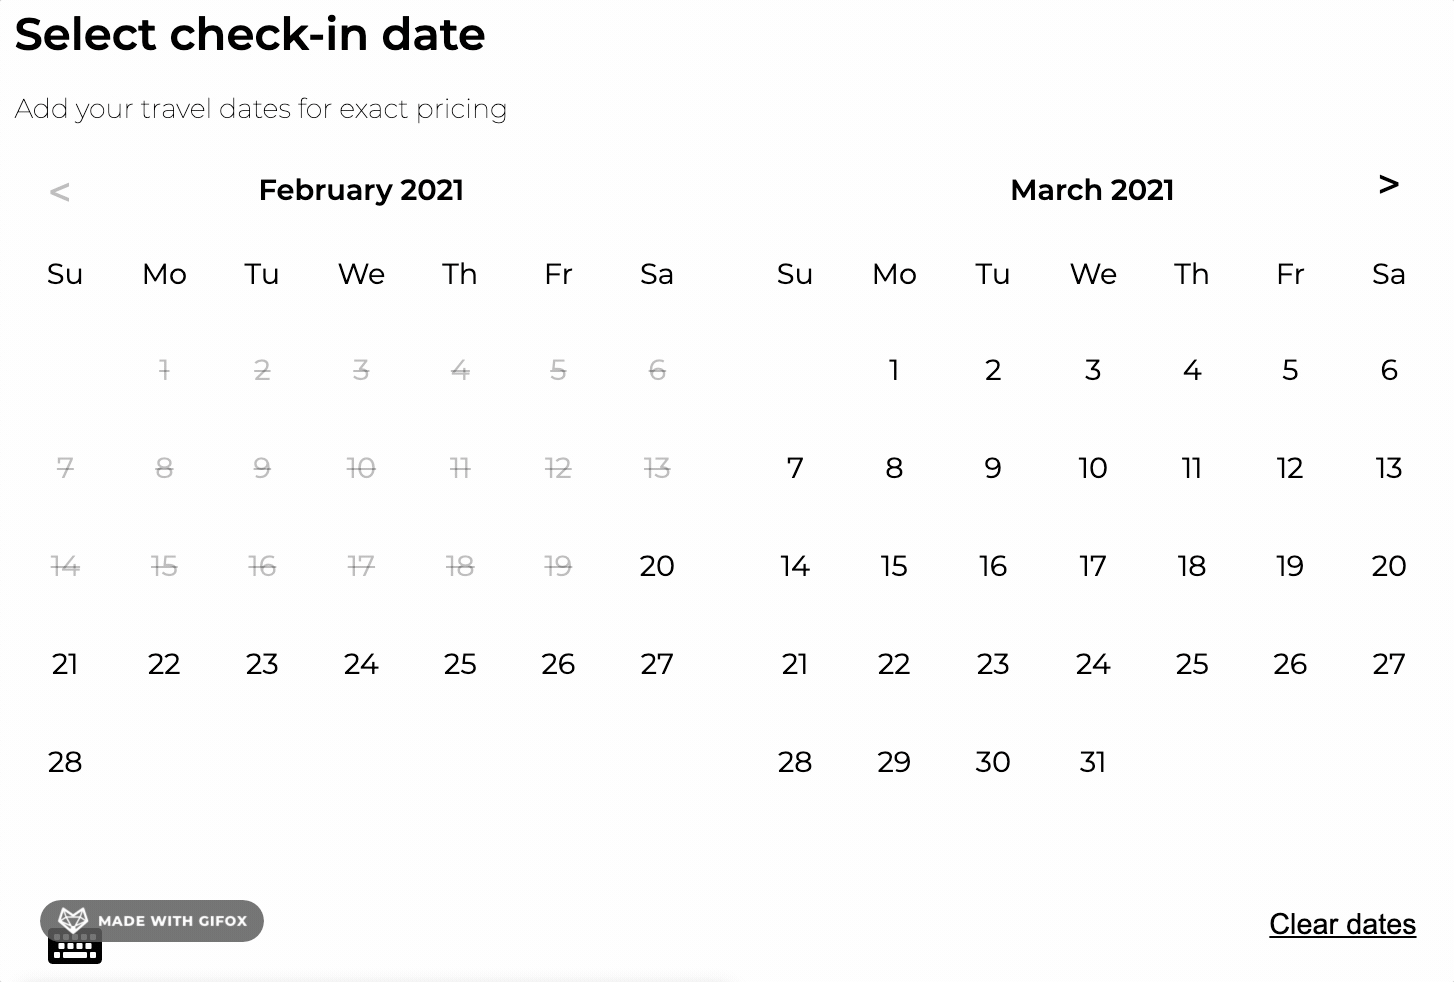 Select check-in date
Add your travel dates for exact pricing
< February 2021
Su Mo Tu We Th Fr Sa
1 2 3 4 5 6
7 8 9 10 11 12 13
14 15 16 17 18 19 20
21 22 23 24 25 26 27
28
March 2021 >
Su Mo Tu We Th Fr Sa
1 2 3 4 5 6
7 8 9 10 11 12 13
14 15 16 17 18 19 20
21 22 23 24 25 26 27
28 29 30 31
MADE WITH GIFOX
Clear dates